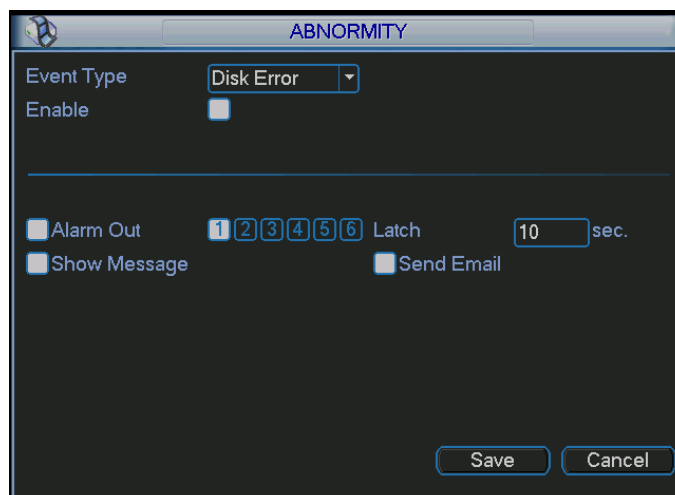 ABNORMITY
Event Type Disk Error
Enable
Alarm Out 1 2 3 4 5 6 Latch 10 sec.
Show Message Send Email
Save Cancel